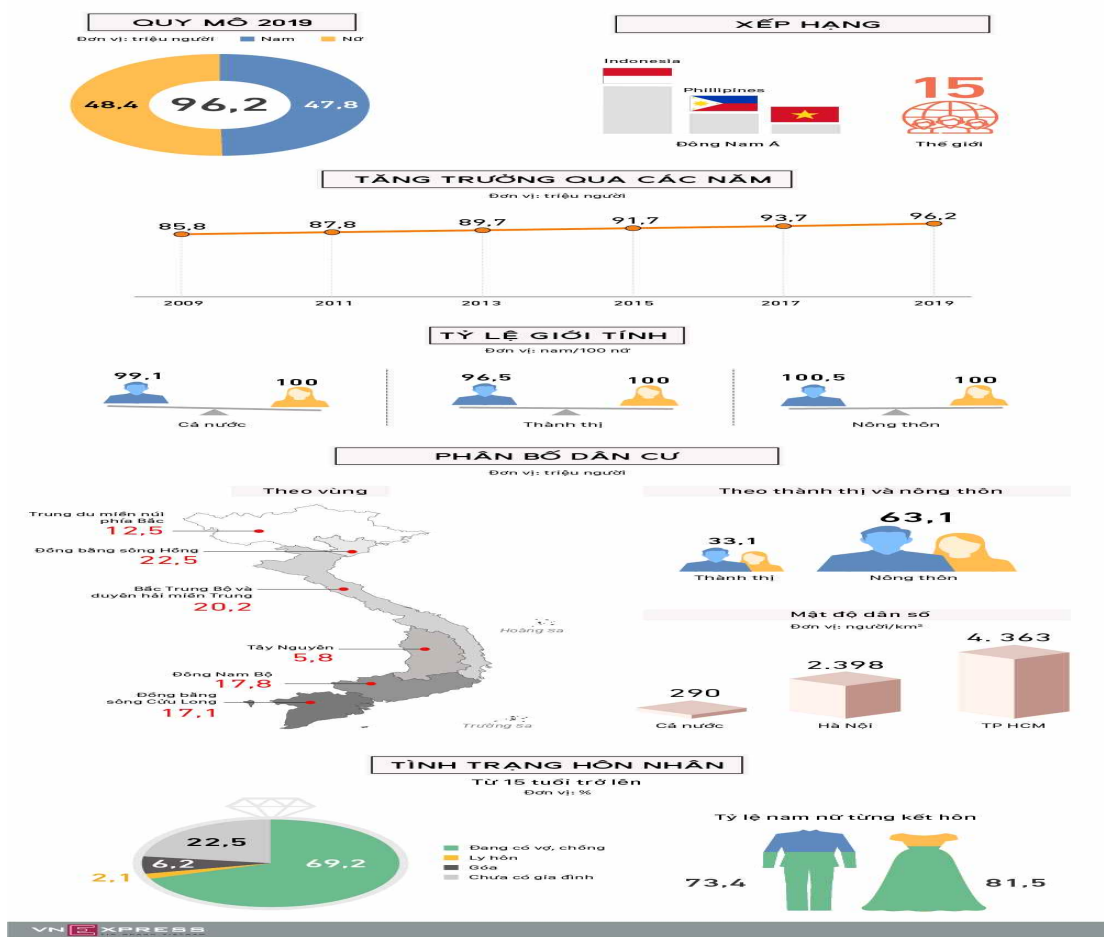 QUY MÔ 2019
Đơn vị: triệu người Nam Nữ
48,4 96,2 47,8
XẾP HẠNG
Indonesia
Phillipines
Đông Nam Á
15
Thế giới
TĂNG TRƯỞNG QUA CÁC NĂM
Đơn vị: triệu người
85,8 87,8 89,7 91,7 93,7 96,2
2009 2011 2013 2015 2017 2019
TỶ LỆ GIỚI TÍNH
Đơn vị: nam/100 nữ
99,1 100
Cả nước
96,5 100
Thành thị
100,5 100
Nông thôn
PHÂN BỐ DÂN CƯ
Đơn vị: triệu người
Theo vùng
Trung du miền núi
phía Bắc
12,5
Đồng bằng sông Hồng
22,5
Bắc Trung Bộ và
duyên hải miền Trung
20,2
Tây Nguyên
5,8
Đông Nam Bộ
17,8
Đồng bằng
sông Cửu Long
17,1
Hoàng sa
Trường sa
Theo thành thị và nông thôn
33,1
Thành thị
63,1
Nông thôn
Mật độ dân số
Đơn vị: người/km²
290
Cả nước
2.398
Hà Nội
4. 363
TP HCM
TÌNH TRẠNG HÔN NHÂN
Từ 15 tuổi trở lên
Đơn vị: %
22,5
6,2
2,1
69,2
Đang có vợ, chồng
Ly hôn
Góa
Chưa có gia đình
Tỷ lệ nam nữ từng kết hôn
73,4 81,5
VNEXPRESS